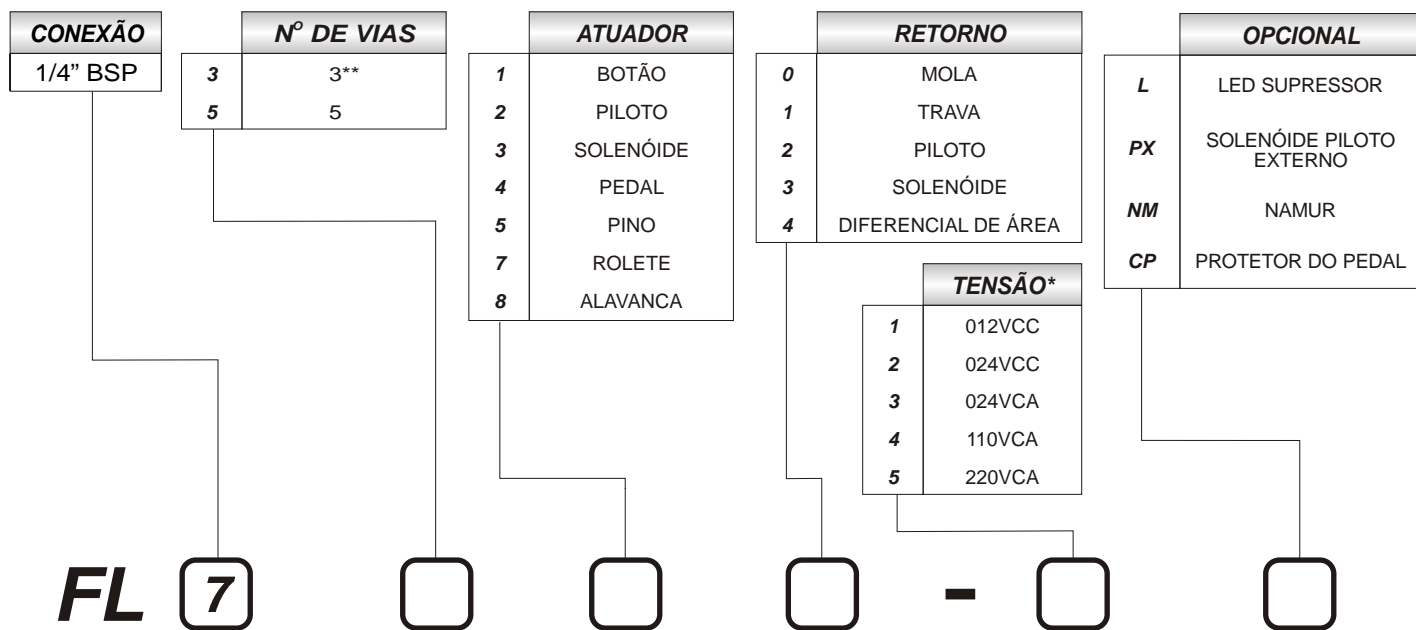 CONEXÃO
1/4” BSP
Nº DE VIAS
3 3**
5 5
ATUADOR
1 BOTÃO
2 PILOTO
3 SOLENÓIDE
4 PEDAL
5 PINO
7 ROLETE
8 ALAVANCA
RETORNO
0 MOLA
1 TRAVA
2 PILOTO
3 SOLENÓIDE
4 DIFERENCIAL DE ÁREA
TENSÃO*
1 012VCC
2 024VCC
3 024VCA
4 110VCA
5 220VCA
OPCIONAL
L LED SUPRESSOR
PX SOLENÓIDE PILOTO
EXTERNO
NM NAMUR
CP PROTETOR DO PEDAL
FL 7 -